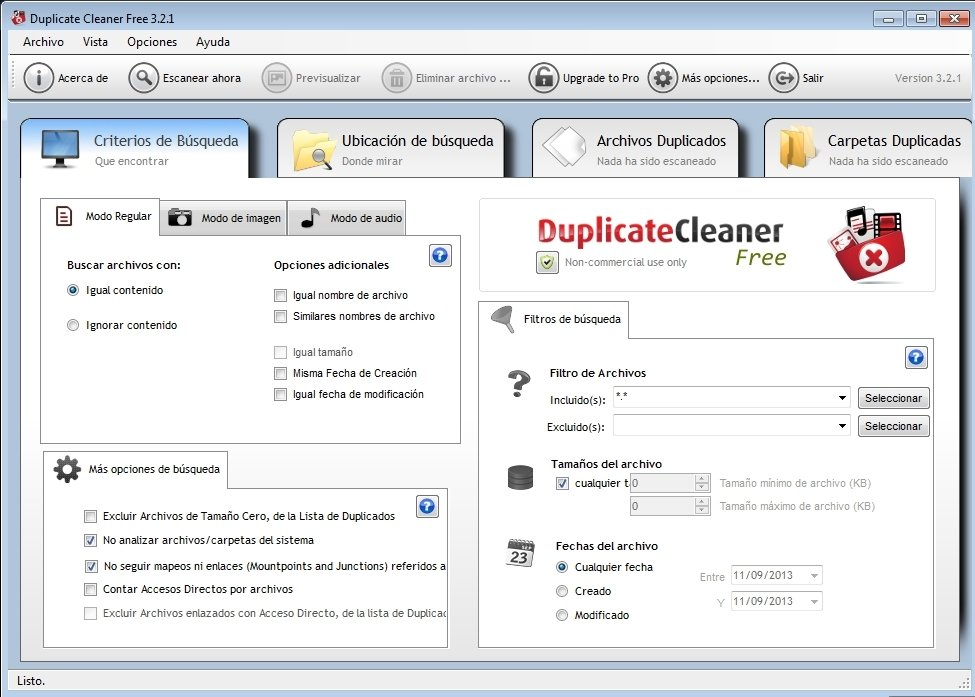 Duplicate Cleaner Free 3.2.1
Archivo Vista Opciones Ayuda
Acerca de Escanear ahora Previsualizar Eliminar archivo ... Upgrade to Pro Más opciones... Salir Version 3.2.1
Criterios de Búsqueda
Que encontrar
Ubicación de búsqueda
Donde mirar
Archivos Duplicados
Nada ha sido escaneado
Carpetas Duplicadas
Nada ha sido escaneado
Modo Regular Modo de imagen Modo de audio
Buscar archivos con:
Igual contenido
Ignorar contenido
Opciones adicionales
Igual nombre de archivo
Similares nombres de archivo
Igual tamaño
Misma Fecha de Creación
Igual fecha de modificación
Más opciones de búsqueda
Excluir Archivos de Tamaño Cero, de la Lista de Duplicados
No analizar archivos/carpetas del sistema
No seguir mapeos ni enlaces (Mountpoints and Junctions) referidos a
Contar Accesos Directos por archivos
Excluir Archivos enlazados con Acceso Directo, de la lista de Duplicac
DuplicateCleaner
Free
Non-commercial use only
Filtros de búsqueda
Filtro de Archivos
Incluido(s): *.* Seleccionar
Excluido(s): Seleccionar
Tamaños del archivo
cualquier t 0 Tamaño mínimo de archivo (KB)
0 Tamaño máximo de archivo (KB)
23
Fechas del archivo
Cualquier fecha
Creado
Modificado
Entre 11/09/2013
Y 11/09/2013
Listo.